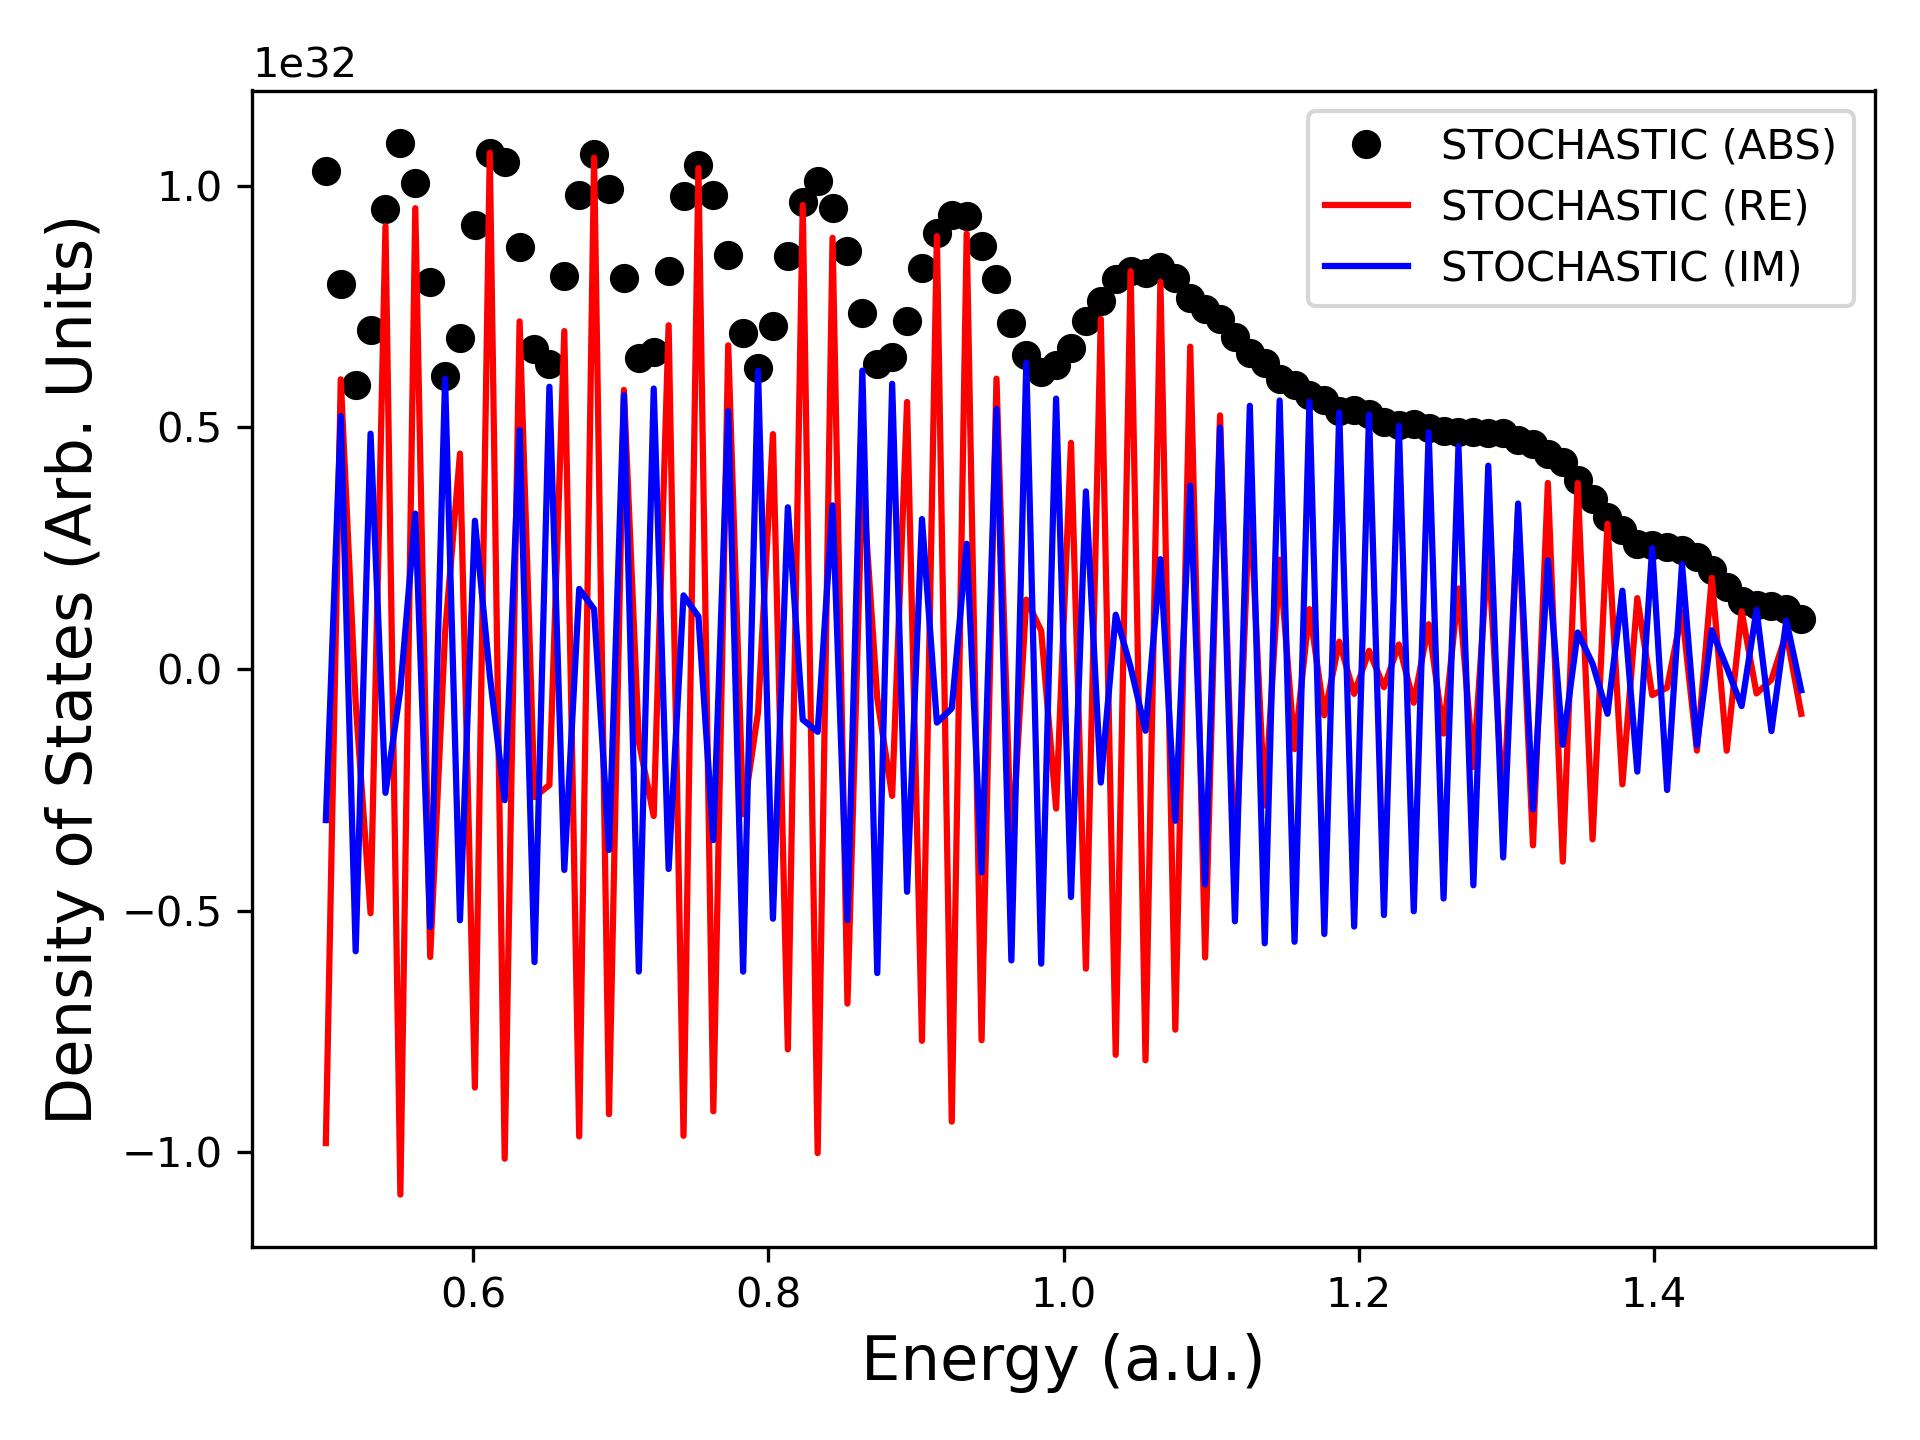 1e32
STOCHASTIC (ABS)
STOCHASTIC (RE)
STOCHASTIC (IM)
Density of States (Arb. Units)
1.0
0.5
0.0
−0.5
−1.0
0.6
0.8
1.0
1.2
1.4
Energy (a.u.)